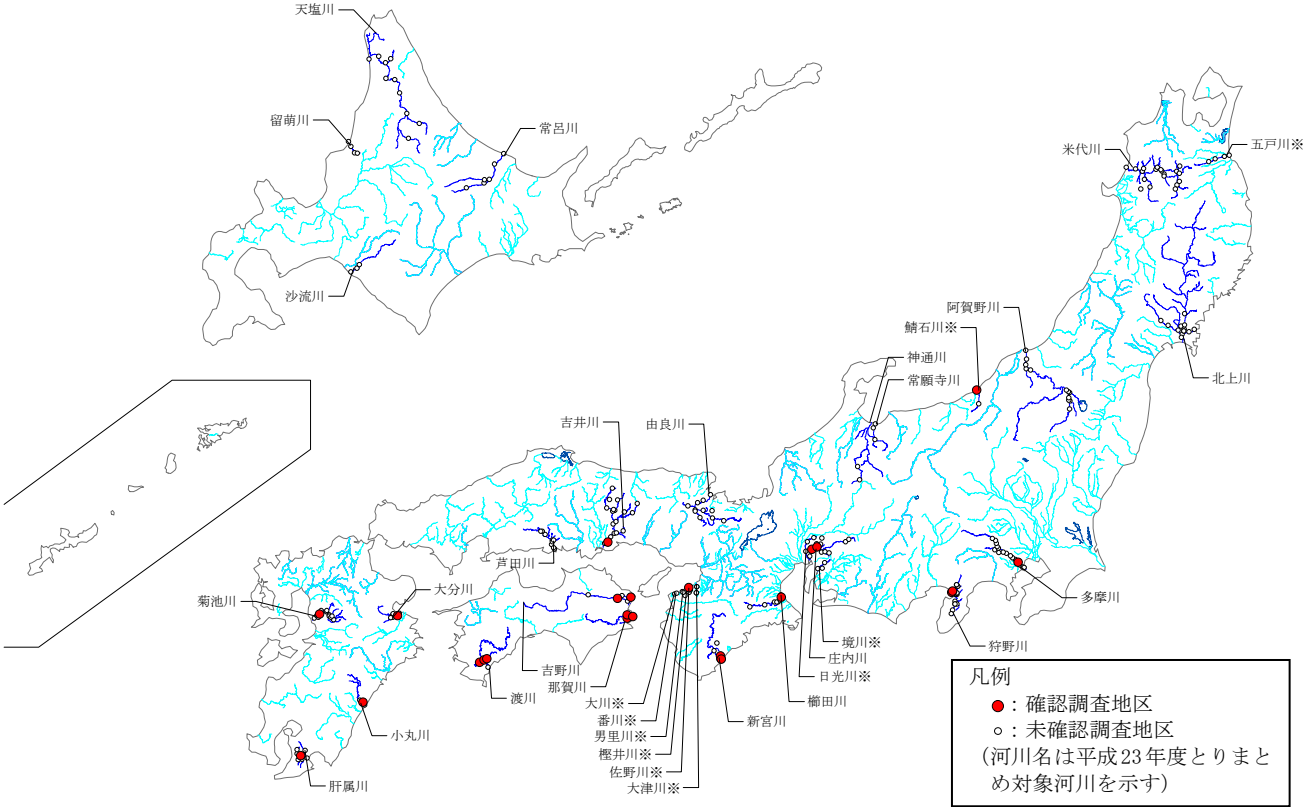 天塩川
留萌川
常呂川
沙流川
米代川
五戸川※
阿賀野川
鯖石川※
神通川
常願寺川
北上川
吉井川
由良川
芦田川
菊池川
大分川
多摩川
狩野川
境川※
庄内川
日光川※
櫛田川
新宮川
吉野川
那賀川
渡川
大川※
番川※
男里川※
樫井川※
佐野川※
大津川※
小丸川
肝属川
凡例
：確認調査地区
：未確認調査地区
(河川名は平成23年度とりまと
め対象河川を示す)